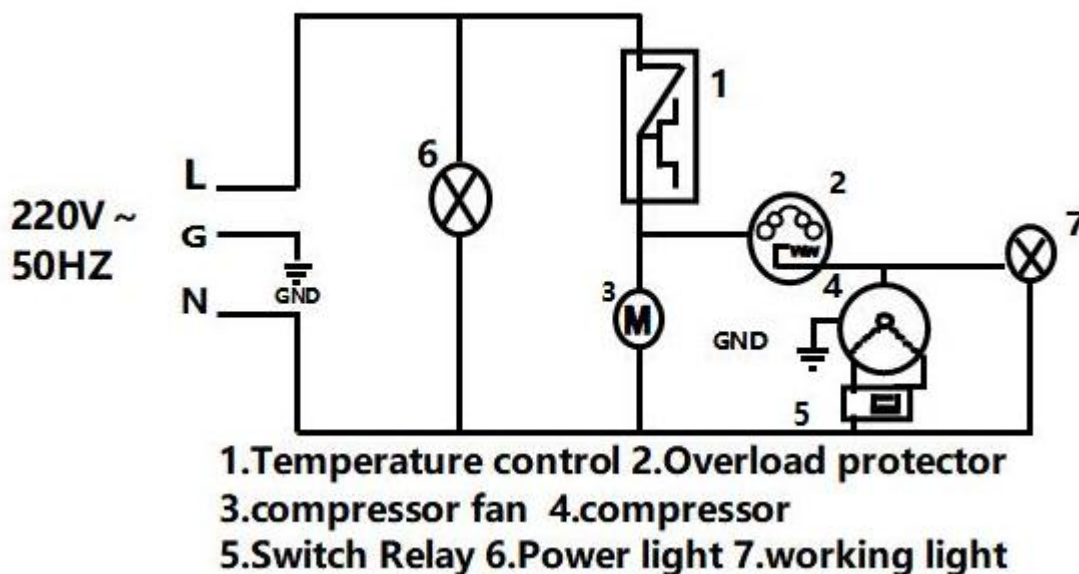 1
6
2
7
L
220V ~
G
50HZ
GND
3
M
4
N
GND
5
1.Temperature control 2.Overload protector
3.compressor fan 4.compressor
5.Switch Relay 6.Power light 7.working light